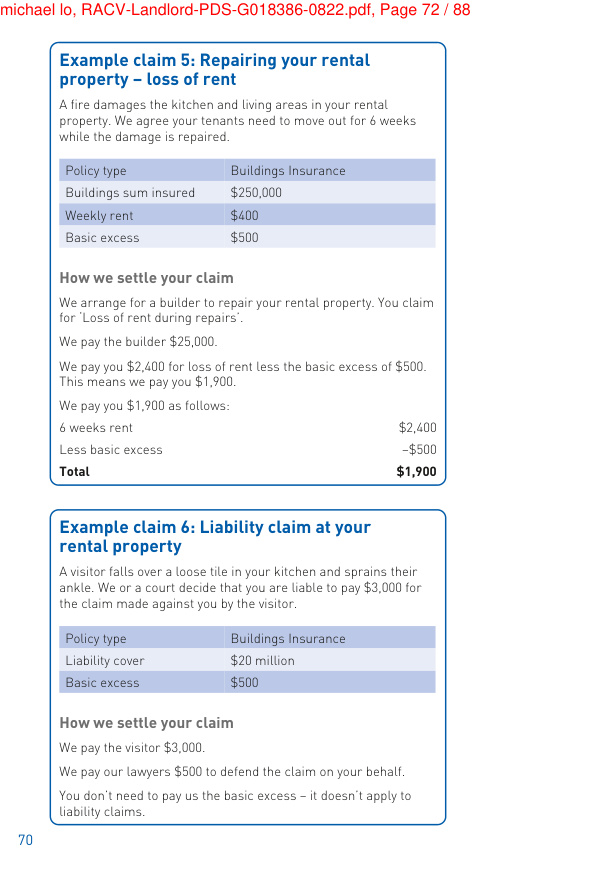 michael lo, RACV-Landlord-PDS-G018386-0822.pdf, Page 72 / 88
Example claim 5: Repairing your rental
property – loss of rent
A fire damages the kitchen and living areas in your rental
property. We agree your tenants need to move out for 6 weeks
while the damage is repaired.
Policy type Buildings Insurance
Buildings sum insured $250,000
Weekly rent $400
Basic excess $500
How we settle your claim
We arrange for a builder to repair your rental property. You claim
for ‘Loss of rent during repairs’.
We pay the builder $25,000.
We pay you $2,400 for loss of rent less the basic excess of $500.
This means we pay you $1,900.
We pay you $1,900 as follows:
6 weeks rent $2,400
Less basic excess –$500
Total $1,900
Example claim 6: Liability claim at your
rental property
A visitor falls over a loose tile in your kitchen and sprains their
ankle. We or a court decide that you are liable to pay $3,000 for
the claim made against you by the visitor.
Policy type Buildings Insurance
Liability cover $20 million
Basic excess $500
How we settle your claim
We pay the visitor $3,000.
We pay our lawyers $500 to defend the claim on your behalf.
You don’t need to pay us the basic excess – it doesn’t apply to
liability claims.
70